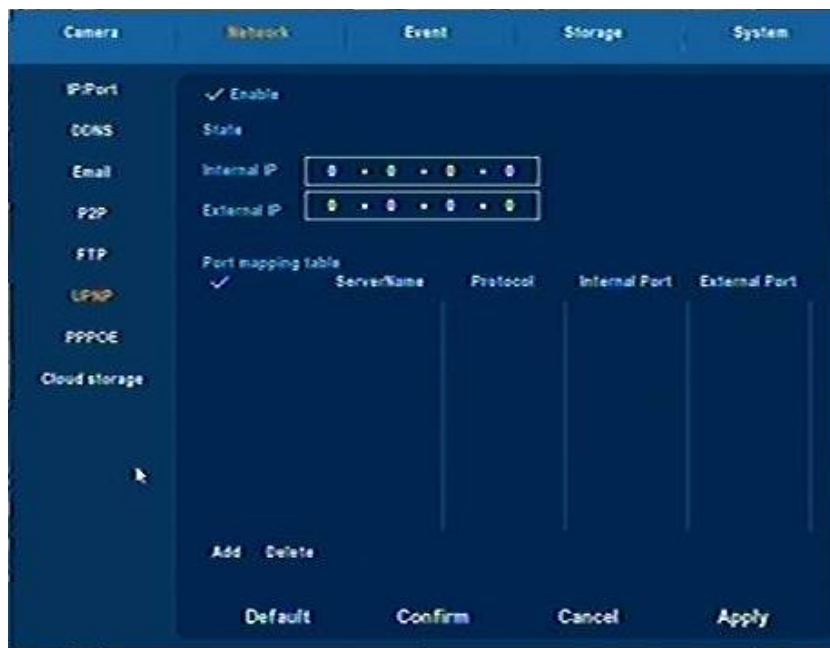 Camera Network Event Storage System
IP/Port
DDNS
Email
P2P
FTP
UPNP
PPPOE
Cloud storage
Enable
State
Internal IP 0 . 0 . 0 . 0
External IP 0 . 0 . 0 . 0
Port mapping table
ServerName Protocol Internal Port External Port
Add Delete
Default Confirm Cancel Apply